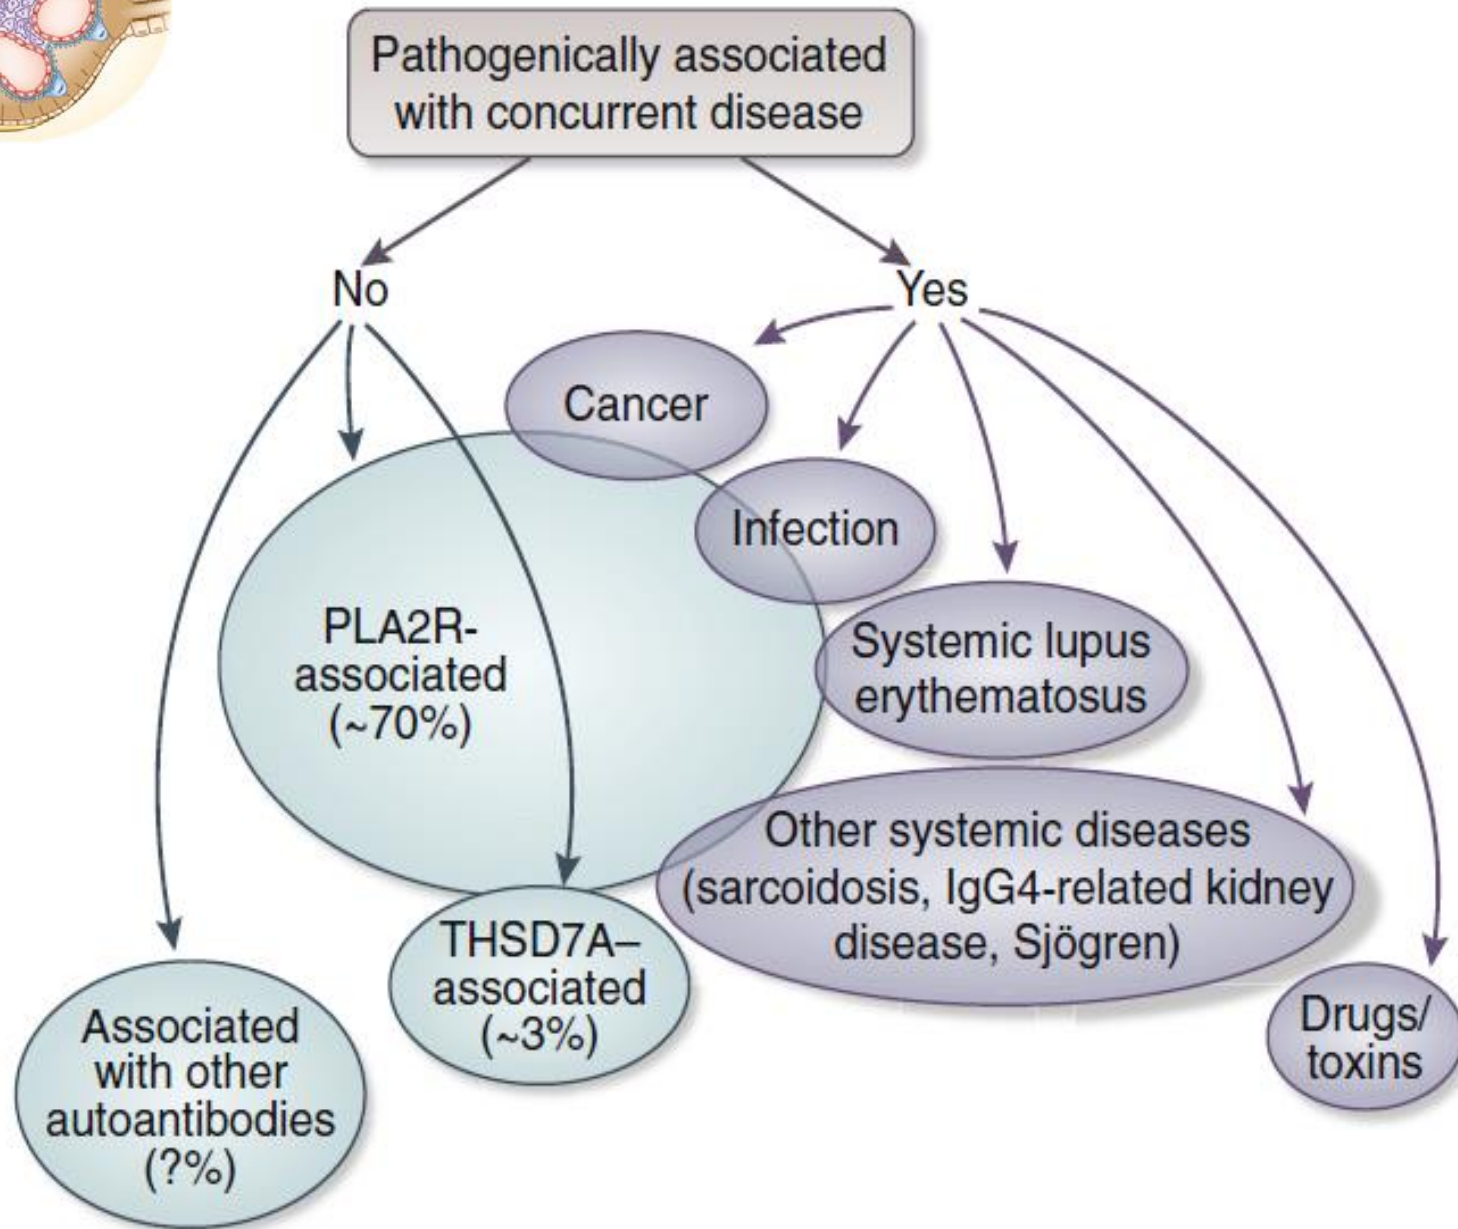 Pathogenically associated
with concurrent disease
No
Yes
Cancer
Infection
PLA2R-
associated
(~70%)
Systemic lupus
erythematosus
Other systemic diseases
(sarcoidosis, IgG4-related kidney
disease, Sjögren)
THSD7A–
associated
(~3%)
Associated
with other
autoantibodies
(?%)
Drugs/
toxins